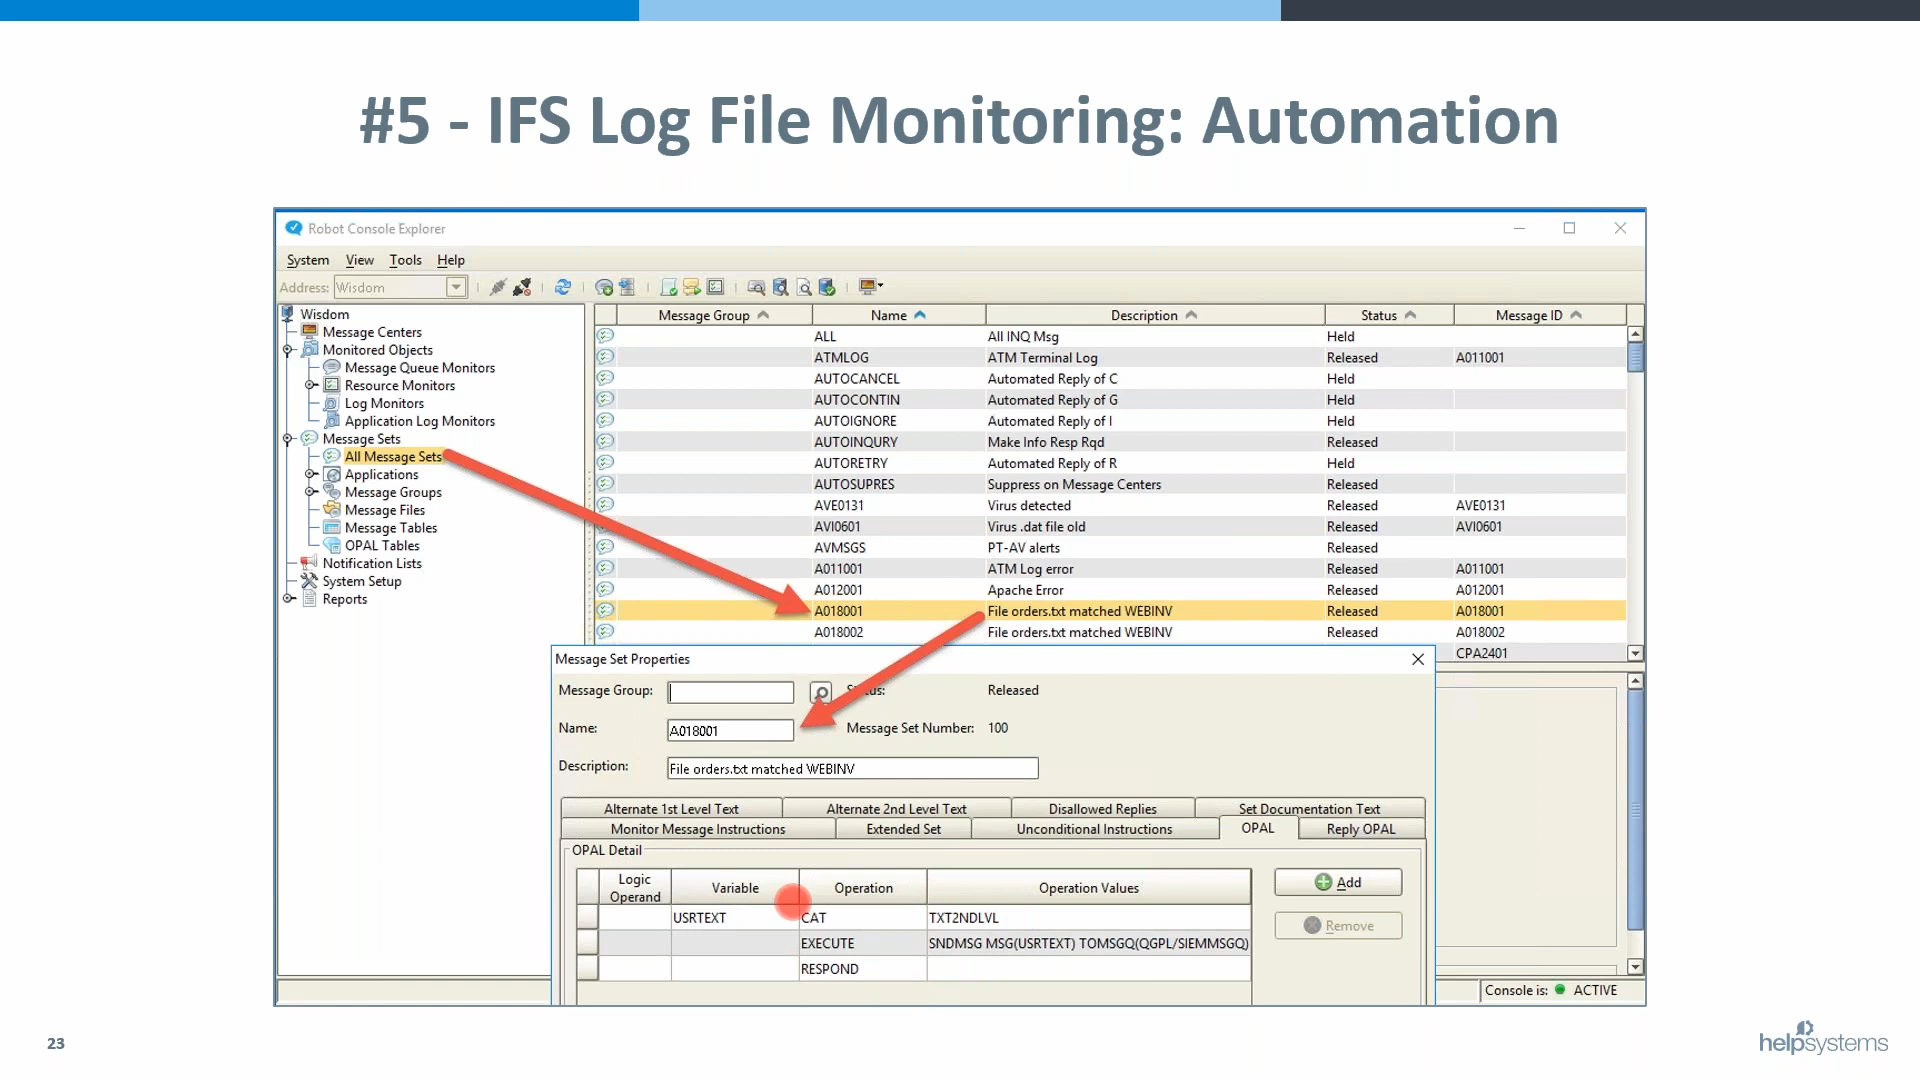 #5 - IFS Log File Monitoring: Automation
Robot Console Explorer
System View Tools Help
Address: Wisdom
Wisdom
Message Centers
Monitored Objects
Message Queue Monitors
Resource Monitors
Log Monitors
Application Log Monitors
Message Sets
All Message Sets
Applications
Message Groups
Message Files
Message Tables
OPAL Tables
Notification Lists
System Setup
Reports
Message Group Name Description Status Message ID
ALL All INQ Msg Held
ATMLOG ATM Terminal Log Released A011001
AUTOCANCEL Automated Reply of C Held
AUTOCONTIN Automated Reply of G Held
AUTOIGNORE Automated Reply of I Held
AUTOINQURY Make Info Resp Rqd Released
AUTORETRY Automated Reply of R Held
AUTOSUPRES Suppress on Message Centers Released
AVE0131 Virus detected Released AVE0131
AVI0601 Virus .dat file old Released AVI0601
AVMSGS PT-AV alerts Released
A011001 ATM Log error Released A011001
A012001 Apache Error Released A012001
A018001 File orders.txt matched WEBINV Released A018001
A018002 File orders.txt matched WEBINV Released A018002
CPA2401
Message Set Properties
Message Group: Released
Name: A018001 Message Set Number: 100
Description: File orders.txt matched WEBINV
Alternate 1st Level Text Alternate 2nd Level Text Disallowed Replies Set Documentation Text
Monitor Message Instructions Extended Set Unconditional Instructions OPAL Reply OPAL
OPAL Detail
Logic Operand Variable Operation Operation Values
USRTEXT CAT TXT2NDLVL
EXECUTE SNDMSG MSG(USRTEXT) TOMSGQ(QGPL/SIEMMSGQ)
RESPOND
Add
Remove
Console is: ACTIVE
23
helpsystems